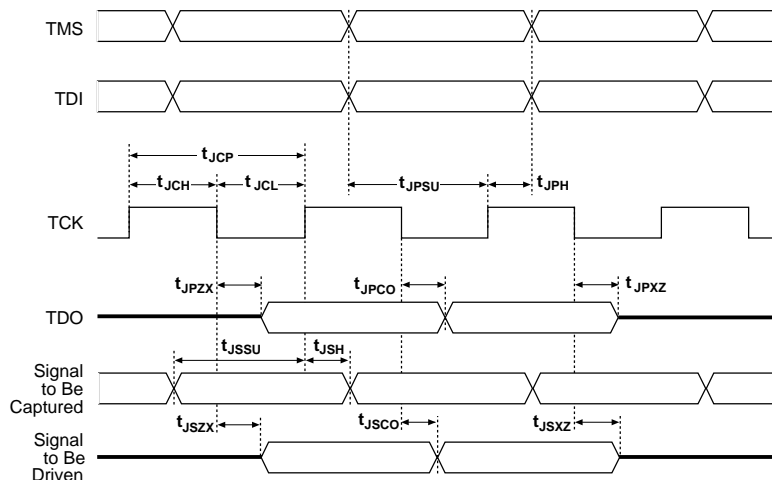 TMS
TDI
tJCP
tJCH
tJCL
tJPSU
tJPH
TCK
tJPZX
tJPCO
tJPXZ
TDO
tJSSU
tJSH
Signal
to Be
Captured
tJSZX
tJSCO
tJSXZ
Signal
to Be
Driven